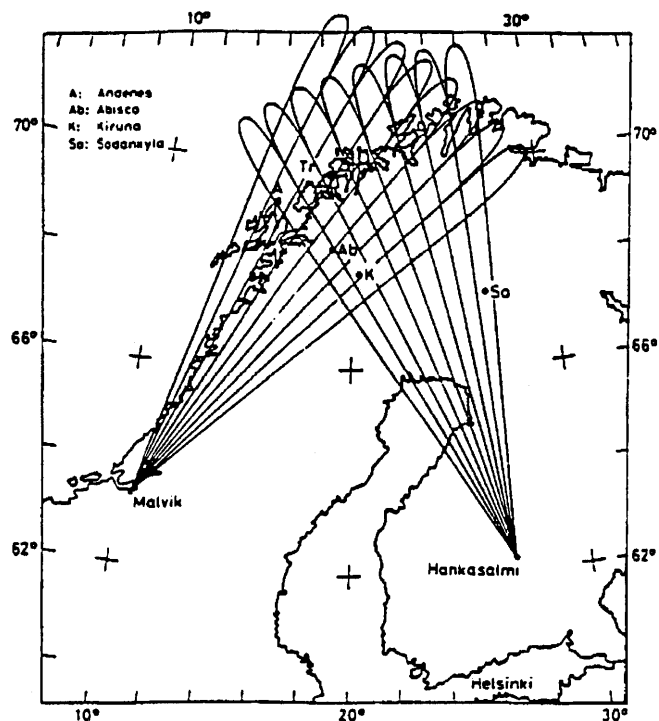 10° 30°
A: Andenes
Ab: Abisco
K: Kiruna
So: Sodankyla
70° 70°
Tr
A
Ab
K
So
66° 66°
Malvik
62° 62°
Hankasalmi
Helsinki
10° 20° 30°